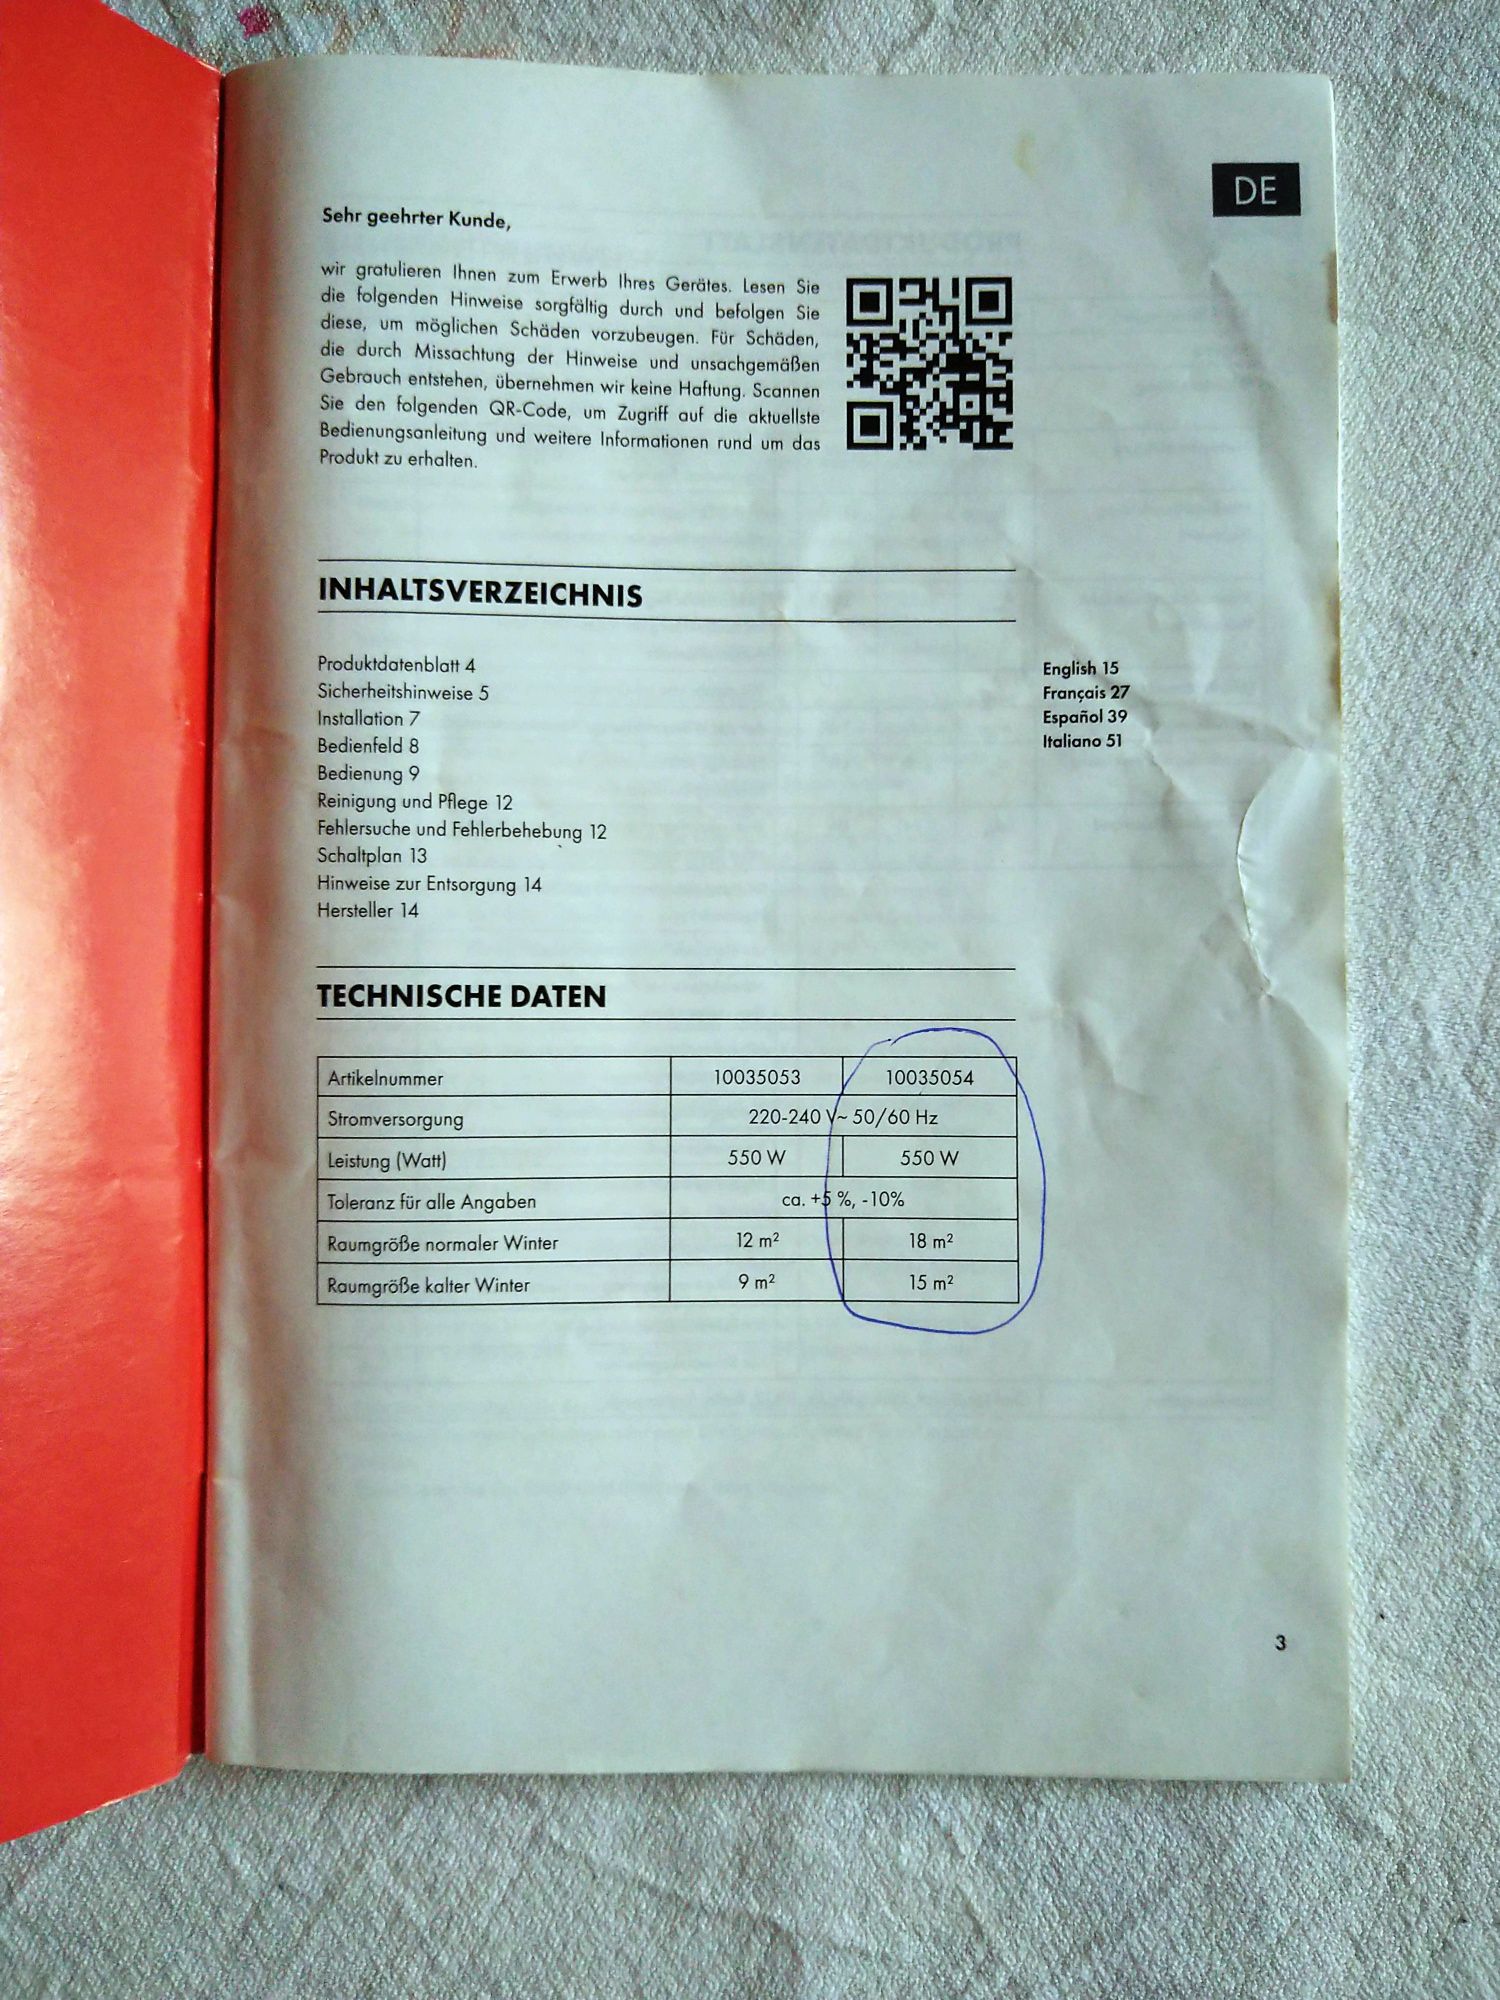 DE
Sehr geehrter Kunde,
wir gratulieren Ihnen zum Erwerb Ihres Gerätes. Lesen Sie
die folgenden Hinweise sorgfältig durch und befolgen Sie
diese, um möglichen Schäden vorzubeugen. Für Schäden,
die durch Missachtung der Hinweise und unsachgemäßen
Gebrauch entstehen, übernehmen wir keine Haftung. Scannen
Sie den folgenden QR-Code, um Zugriff auf die aktuellste
Bedienungsanleitung und weitere Informationen rund um das
Produkt zu erhalten.
INHALTSVERZEICHNIS
Produktdatenblatt 4
Sicherheitshinweise 5
Installation 7
Bedienfeld 8
Bedienung 9
Reinigung und Pflege 12
Fehlersuche und Fehlerbehebung 12
Schaltplan 13
Hinweise zur Entsorgung 14
Hersteller 14
English 15
Français 27
Español 39
Italiano 51
TECHNISCHE DATEN
Artikelnummer 10035053 10035054
Stromversorgung 220-240 V~ 50/60 Hz
Leistung (Watt) 550 W 550 W
Toleranz für alle Angaben ca. +5 %, -10%
Raumgröße normaler Winter 12 m² 18 m²
Raumgröße kalter Winter 9 m² 15 m²
3